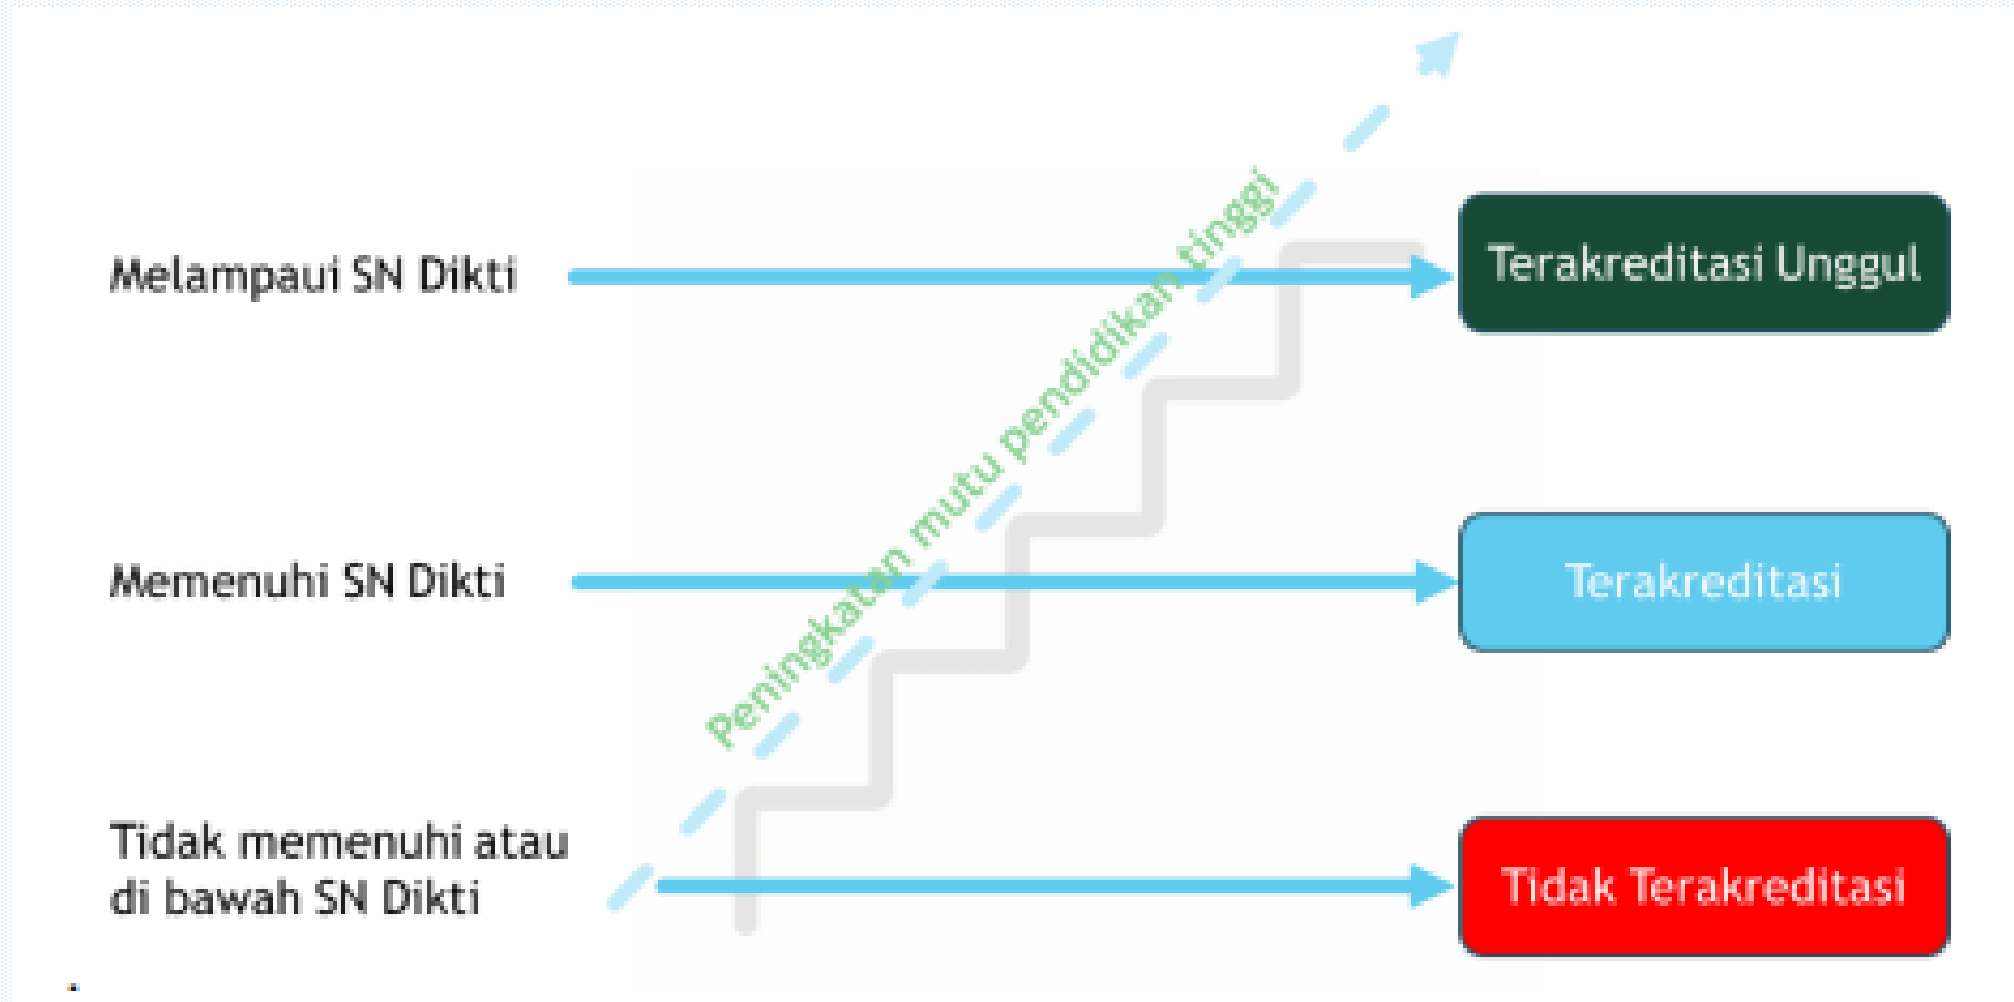 Melampaui SN Dikti
Terakreditasi Unggul
Peningkatan mutu pendidikan tinggi
Memenuhi SN Dikti
Terakreditasi
Tidak memenuhi atau
di bawah SN Dikti
Tidak Terakreditasi